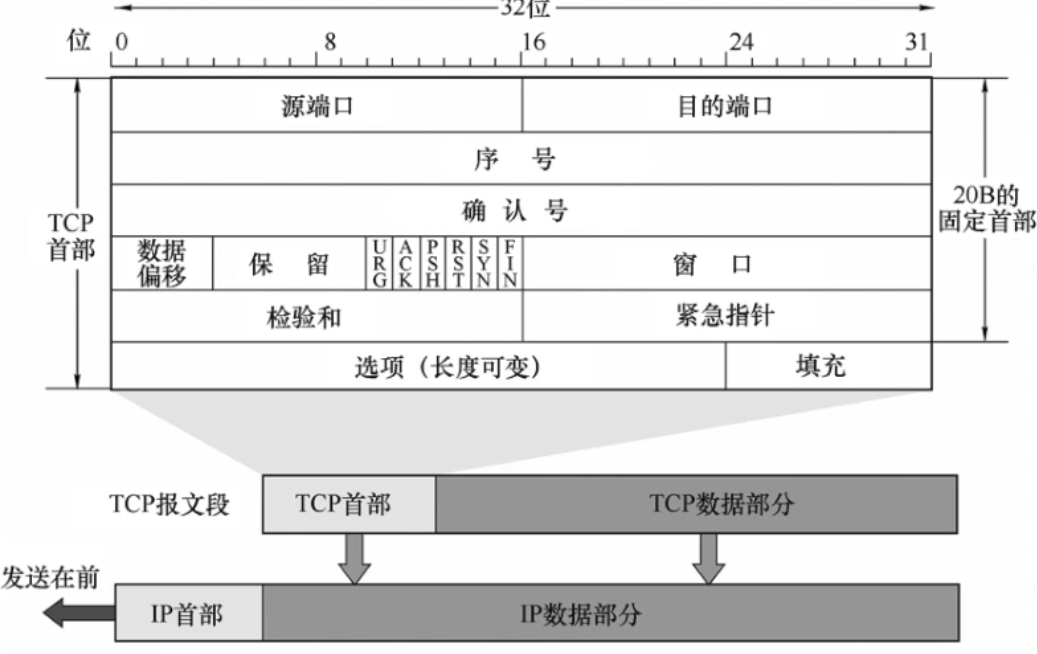 32位
位 0 8 16 24 31
源端口 目的端口
序 号
确 认 号
TCP
首部
20B的
固定首部
数据
偏移
保 留
URG
ACK
PSH
RST
SYN
FIN
窗 口
检验和 紧急指针
选项（长度可变） 填充
TCP报文段 TCP首部 TCP数据部分
发送在前
IP首部 IP数据部分